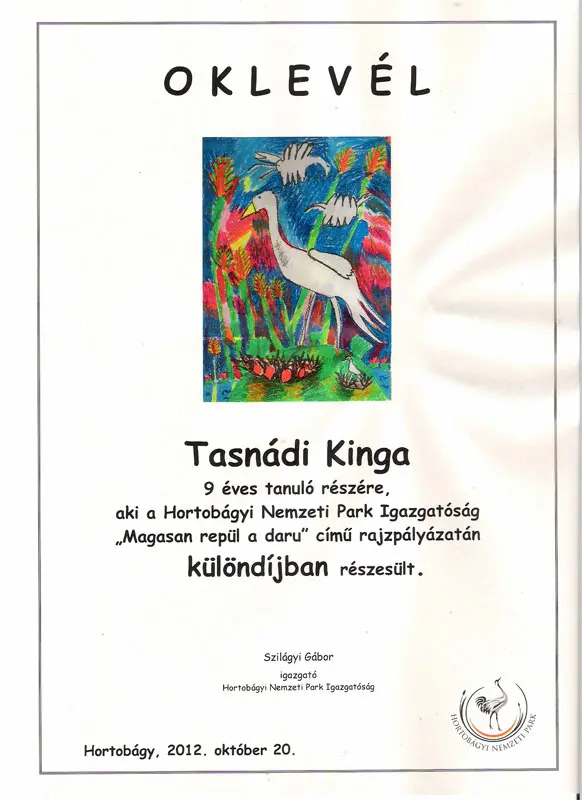 OKLEVÉL
Tasnádi Kinga
9 éves tanuló részére,
aki a Hortobágyi Nemzeti Park Igazgatóság
„Magasan repül a daru” című rajzpályázatán
különdíjban részesült.
Szilágyi Gábor
igazgató
Hortobágyi Nemzeti Park Igazgatóság
HORTOBÁGYI NEMZETI PARK
Hortobágy, 2012. október 20.